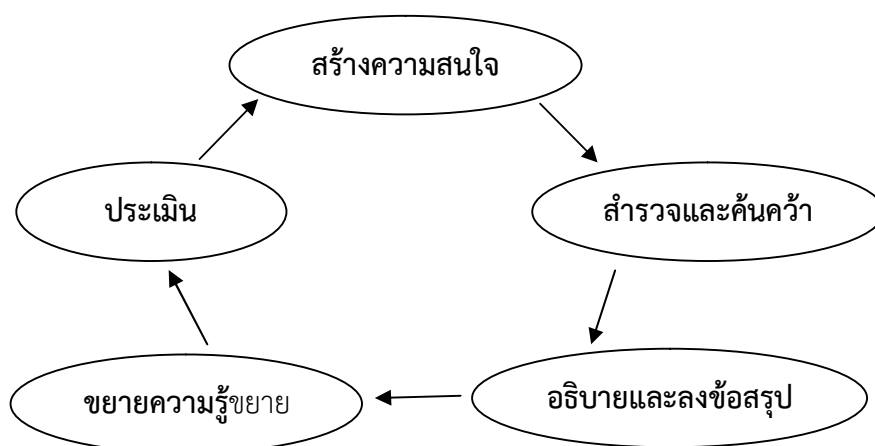 สร้างความสนใจ
สำรวจและค้นคว้า
อธิบายและลงข้อสรุป
ขยายความรู้ขยาย
ประเมิน